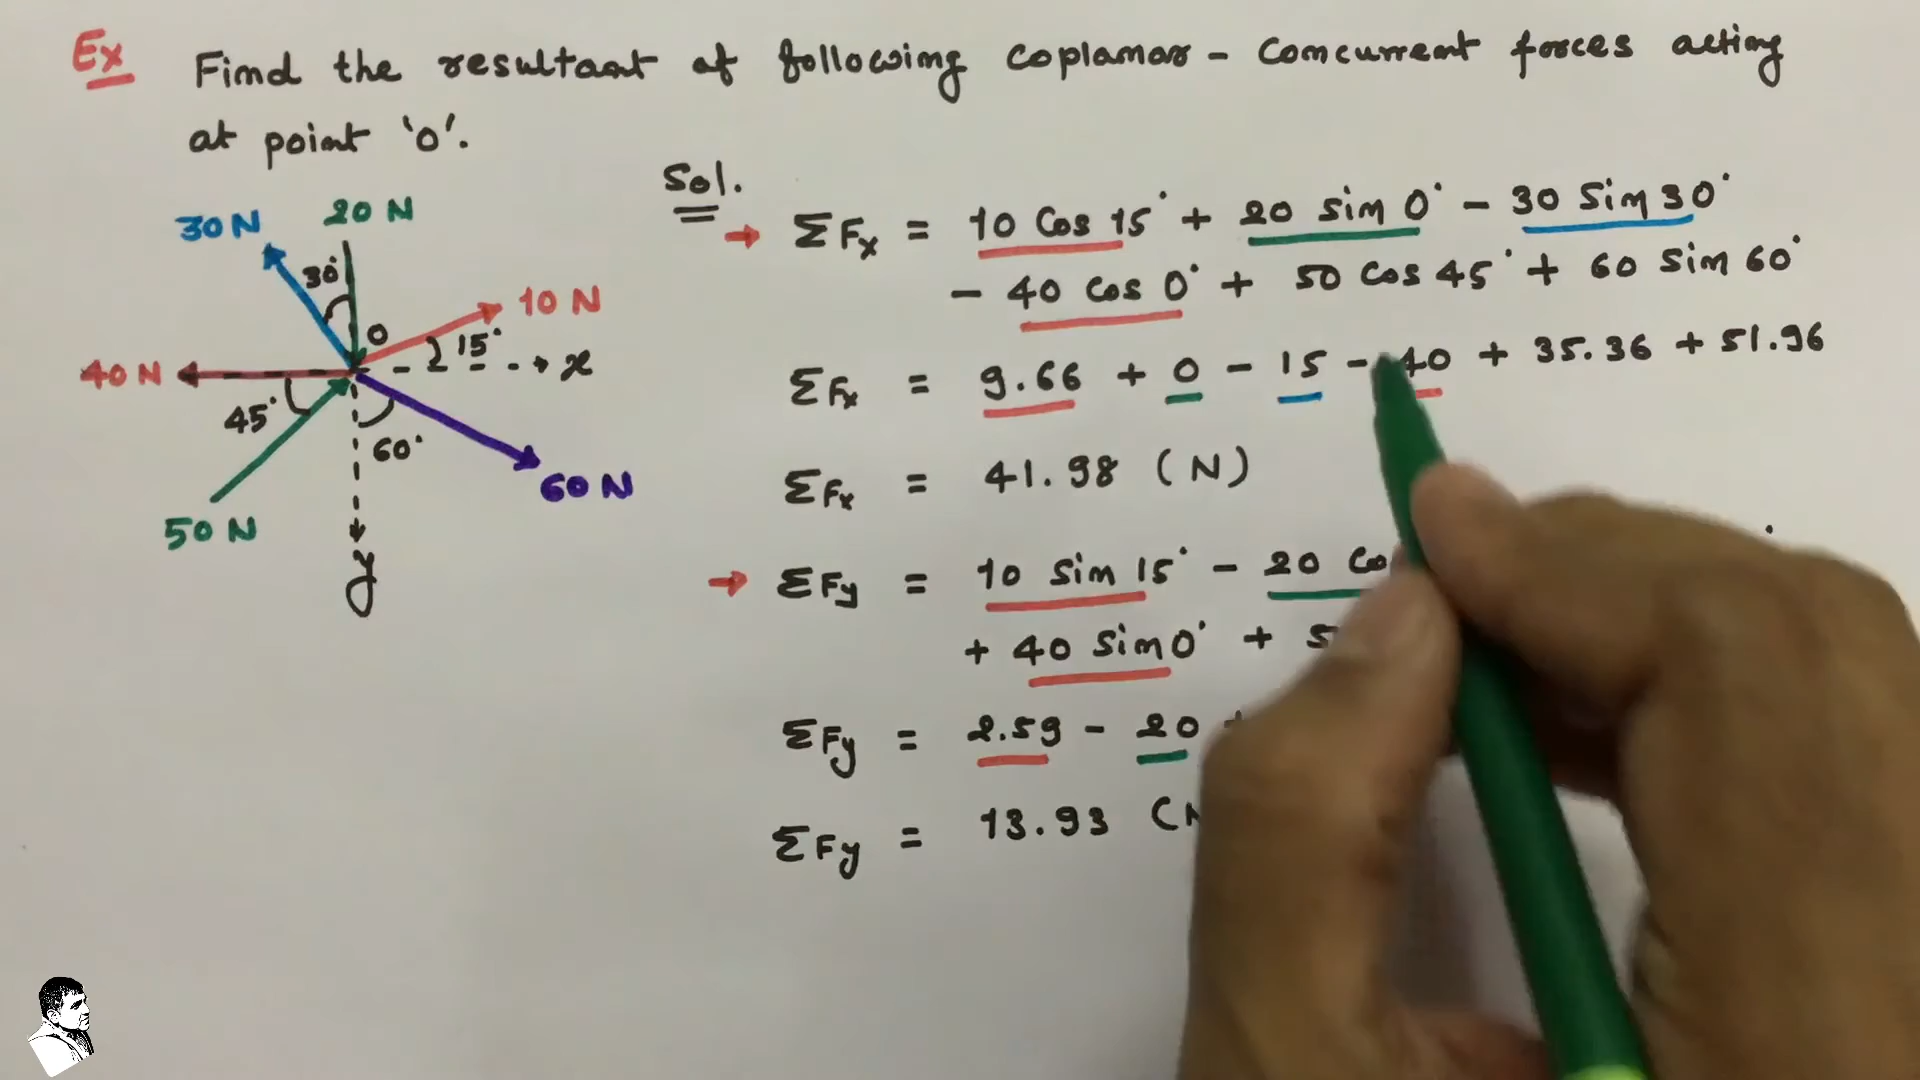 Ex Find the resultant of following coplanar - concurrent forces acting
at point 'O'.
Sol.
→ ΣFx = 10 Cos 15° + 20 sin 0° - 30 Sin 30°
- 40 cos 0° + 50 cos 45° + 60 sin 60°
ΣFx = 9.66 + 0 - 15 - 40 + 35.36 + 51.96
ΣFx = 41.98 (N)
→ ΣFy = 10 Sin 15° - 20 Co
+ 40 Sin 0° + 5
ΣFy = 2.59 - 20 +
ΣFy = 13.93 (N
30 N
20 N
30°
10 N
O
15°
x
40 N
45°
60°
60 N
50 N
y